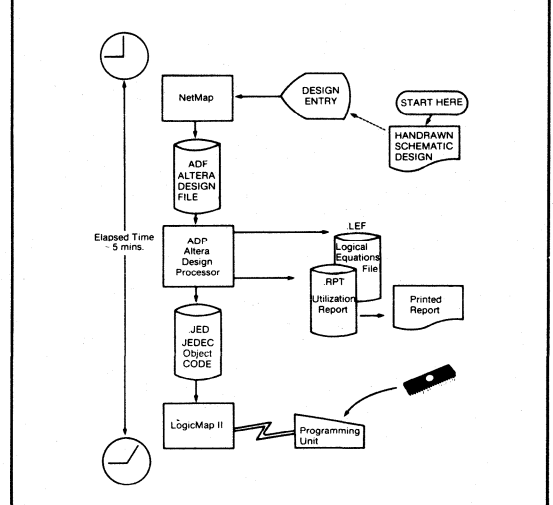 START HERE
HANDRAWN
SCHEMATIC
DESIGN
DESIGN
ENTRY
NetMap
ADF
ALTERA
DESIGN
FILE
Elapsed Time
~ 5 mins.
ADP
Altera
Design
Processor
.LEF
Logical
Equations
File
.RPT
Utilization
Report
Printed
Report
.JED
JEDEC
Object
CODE
LogicMap II
Programming
Unit